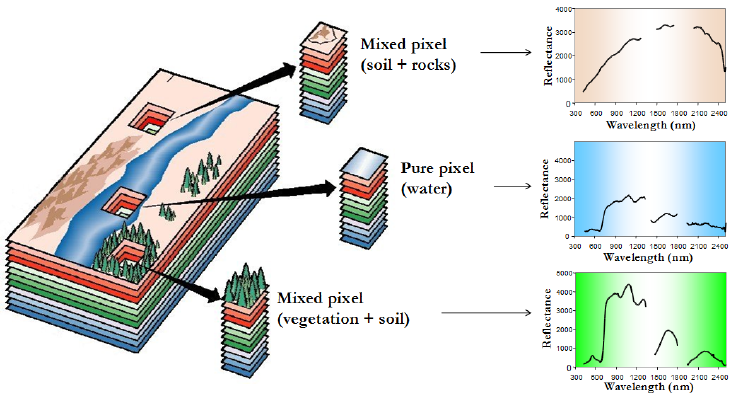 Mixed pixel
(soil + rocks)
Reflectance
4000
3000
2000
1000
0
300 600 900 1200 1500 1800 2100 2400
Wavelength (nm)
Pure pixel
(water)
Reflectance
4000
3000
2000
1000
0
300 600 900 1200 1500 1800 2100 2400
Wavelength (nm)
Mixed pixel
(vegetation + soil)
Reflectance
5000
4000
3000
2000
1000
0
300 600 900 1200 1500 1800 2100 2400
Wavelength (nm)